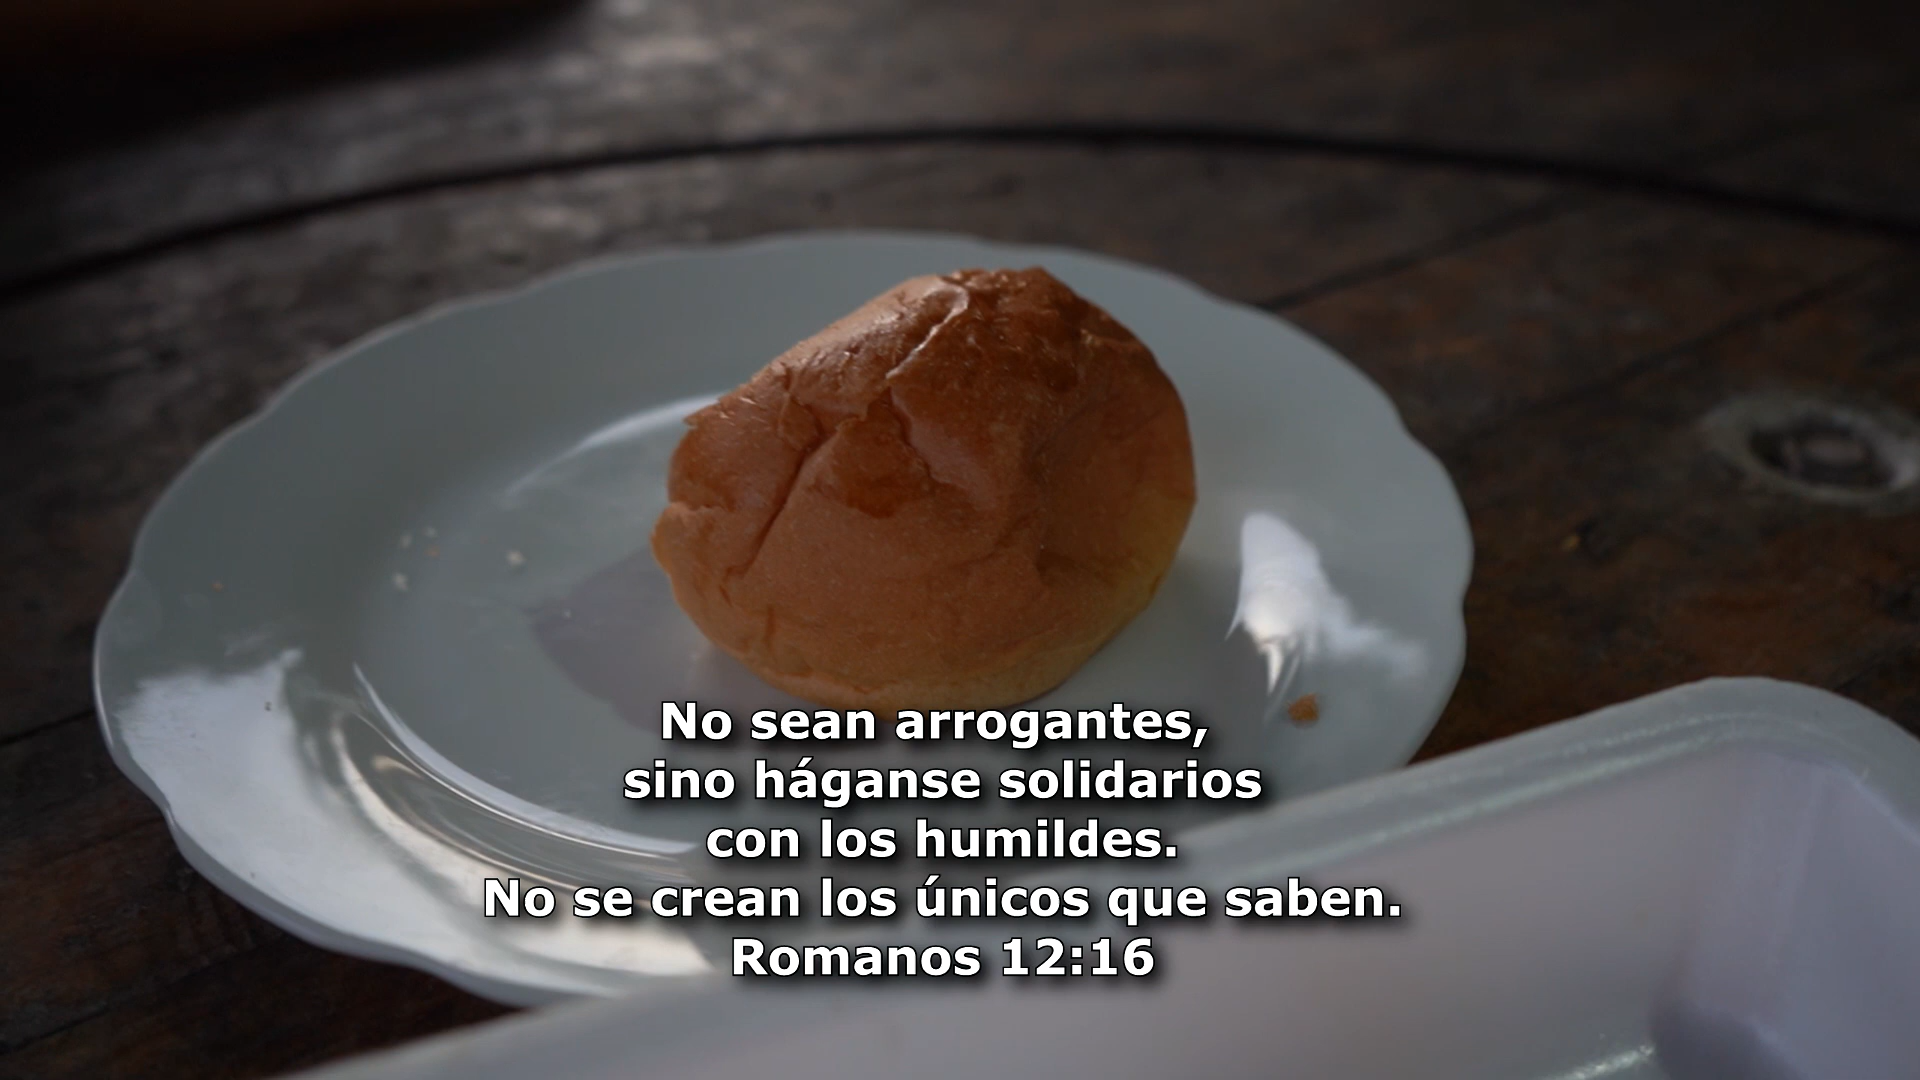 No sean arrogantes,
sino háganse solidarios
con los humildes.
No se crean los únicos que saben.
Romanos 12:16